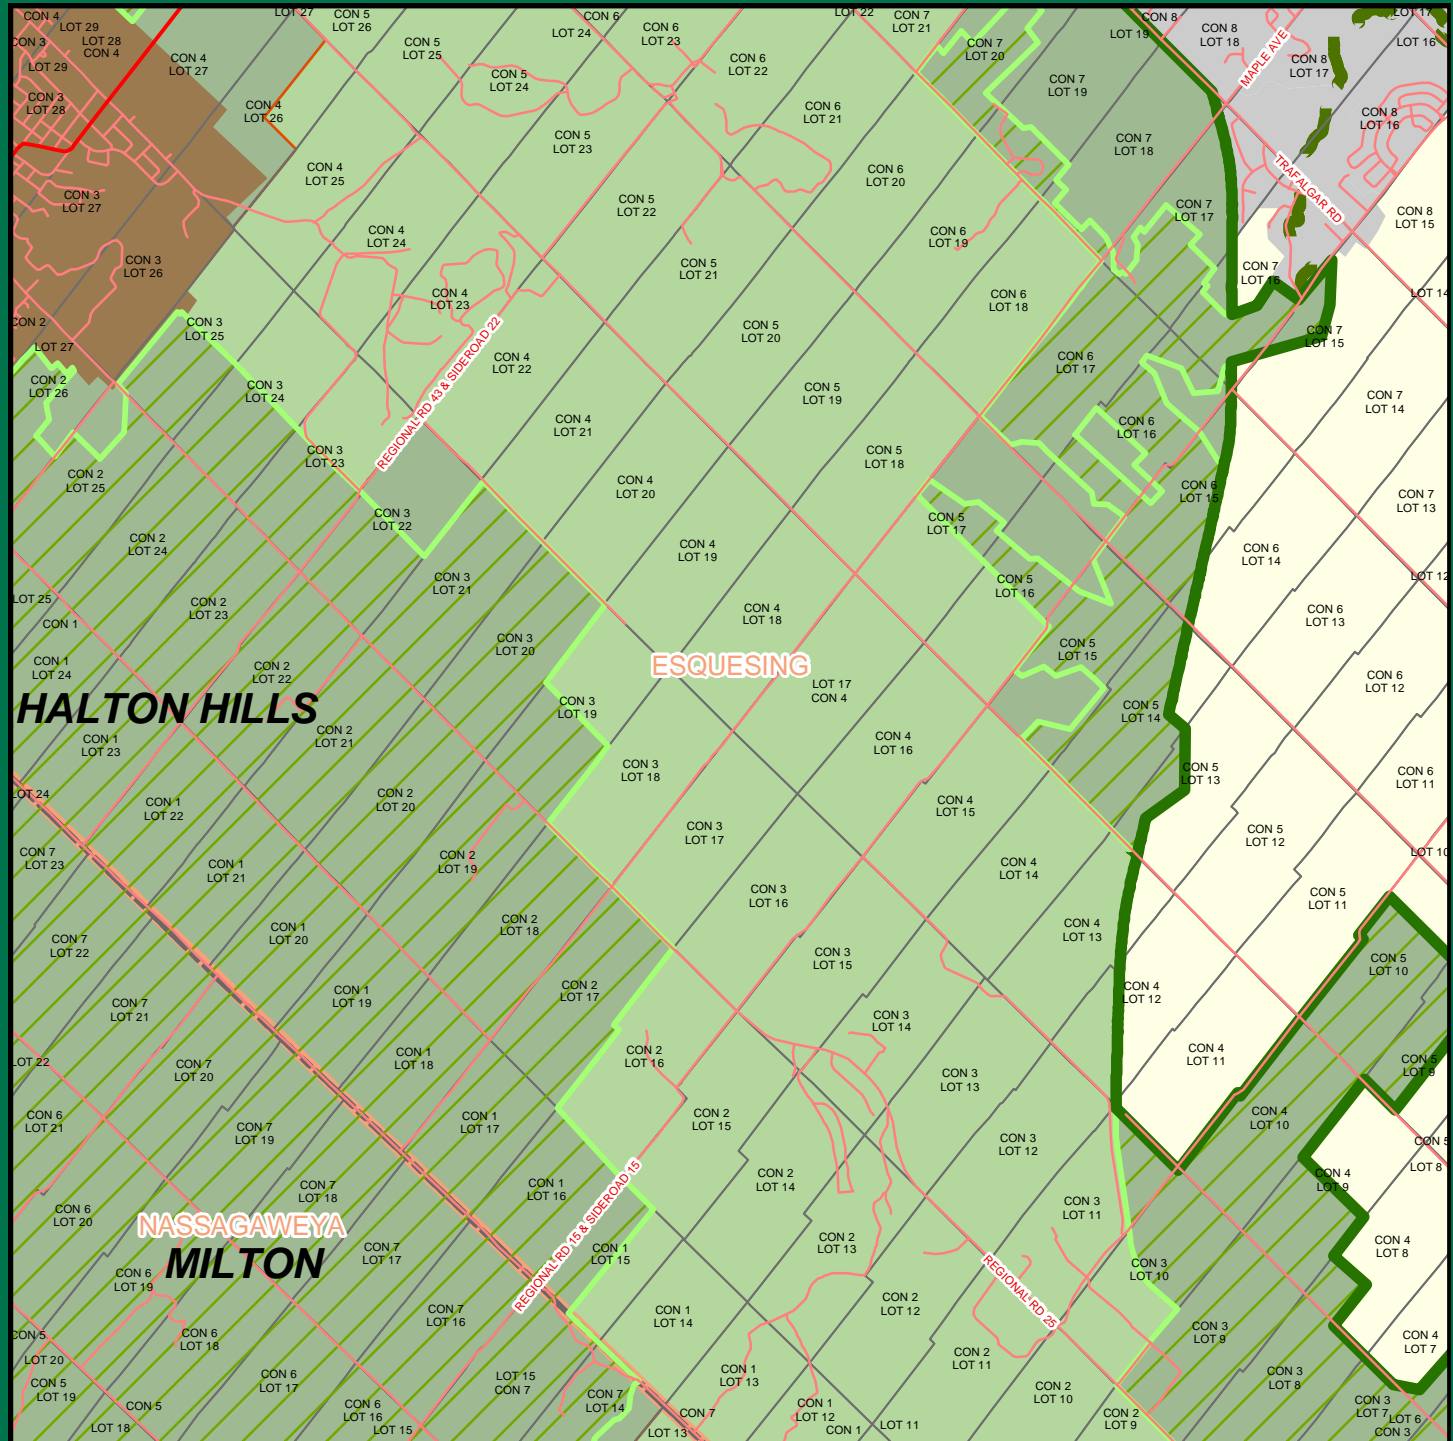 CON 4
LOT 29
LOT 28
CON 4
CON 3
LOT 29
CON 3
LOT 28
CON 4
LOT 27
LOT 27
CON 5
LOT 26
CON 5
LOT 25
CON 5
LOT 24
CON 6
LOT 24
CON 6
LOT 23
CON 6
LOT 22
LOT 22
CON 7
LOT 21
CON 7
LOT 20
CON 7
LOT 19
CON 8
LOT 19
CON 8
LOT 18
MAPLE AVE
CON 8
LOT 17
LOT 17
LOT 16
CON 8
LOT 16
CON 4
LOT 26
CON 5
LOT 23
CON 6
LOT 21
CON 7
LOT 18
TRAFALGAR RD
CON 4
LOT 25
CON 6
LOT 20
CON 3
LOT 27
CON 5
LOT 22
CON 7
LOT 17
CON 8
LOT 15
CON 4
LOT 24
CON 6
LOT 19
CON 3
LOT 26
CON 5
LOT 21
CON 7
LOT 16
LOT 14
CON 4
LOT 23
CON 6
LOT 18
CON 2
LOT 27
CON 3
LOT 25
REGIONAL RD 43 & SIDEROAD 22
CON 5
LOT 20
CON 7
LOT 15
CON 4
LOT 22
CON 6
LOT 17
CON 2
LOT 26
CON 3
LOT 24
CON 5
LOT 19
CON 7
LOT 14
CON 4
LOT 21
CON 6
LOT 16
CON 3
LOT 23
CON 5
LOT 18
CON 2
LOT 25
CON 4
LOT 20
CON 6
LOT 15
CON 7
LOT 13
CON 3
LOT 22
CON 5
LOT 17
CON 2
LOT 24
CON 4
LOT 19
CON 6
LOT 14
CON 3
LOT 21
CON 5
LOT 16
LOT 12
LOT 25
CON 1
CON 2
LOT 23
CON 4
LOT 18
CON 6
LOT 13
CON 3
LOT 20
CON 5
LOT 15
CON 1
LOT 24
CON 2
LOT 22
ESQUESING
LOT 17
CON 4
CON 6
LOT 12
HALTON HILLS
CON 3
LOT 19
CON 5
LOT 14
CON 1
LOT 23
CON 2
LOT 21
CON 4
LOT 16
CON 3
LOT 18
CON 5
LOT 13
CON 6
LOT 11
LOT 24
CON 1
LOT 22
CON 2
LOT 20
CON 4
LOT 15
CON 3
LOT 17
CON 5
LOT 12
CON 7
LOT 23
CON 1
LOT 21
CON 2
LOT 19
CON 4
LOT 14
LOT 10
CON 3
LOT 16
CON 5
LOT 11
CON 1
LOT 20
CON 2
LOT 18
CON 4
LOT 13
CON 7
LOT 22
CON 3
LOT 15
CON 5
LOT 10
CON 1
LOT 19
CON 2
LOT 17
CON 4
LOT 12
CON 7
LOT 21
CON 3
LOT 14
CON 1
LOT 18
CON 2
LOT 16
CON 4
LOT 11
LOT 22
CON 7
LOT 20
CON 3
LOT 13
CON 5
LOT 9
CON 6
LOT 21
CON 7
LOT 19
CON 1
LOT 17
CON 2
LOT 15
CON 3
LOT 12
CON 4
LOT 10
CON 5
LOT 8
CON 7
LOT 18
CON 1
LOT 16
CON 2
LOT 14
CON 4
LOT 9
CON 6
LOT 20
NASSAGAWEYA
CON 3
LOT 11
REGIONAL RD 15 & SIDEROAD 15
CON 7
LOT 17
CON 1
LOT 15
CON 2
LOT 13
CON 4
LOT 8
MILTON
CON 6
LOT 19
REGIONAL RD 25
CON 3
LOT 10
CON 7
LOT 16
CON 1
LOT 14
CON 2
LOT 12
CON 5
LOT 20
CON 6
LOT 18
CON 3
LOT 9
CON 4
LOT 7
CON 2
LOT 11
CON 5
LOT 19
CON 6
LOT 17
LOT 15
CON 7
CON 1
LOT 13
CON 3
LOT 8
CON 7
LOT 14
CON 2
LOT 10
CON 5
LOT 18
CON 6
LOT 16
LOT 15
CON 7
LOT 13
CON 1
LOT 12
CON 1
LOT 11
CON 2
LOT 9
CON 3
LOT 7
LOT 6
CON 3